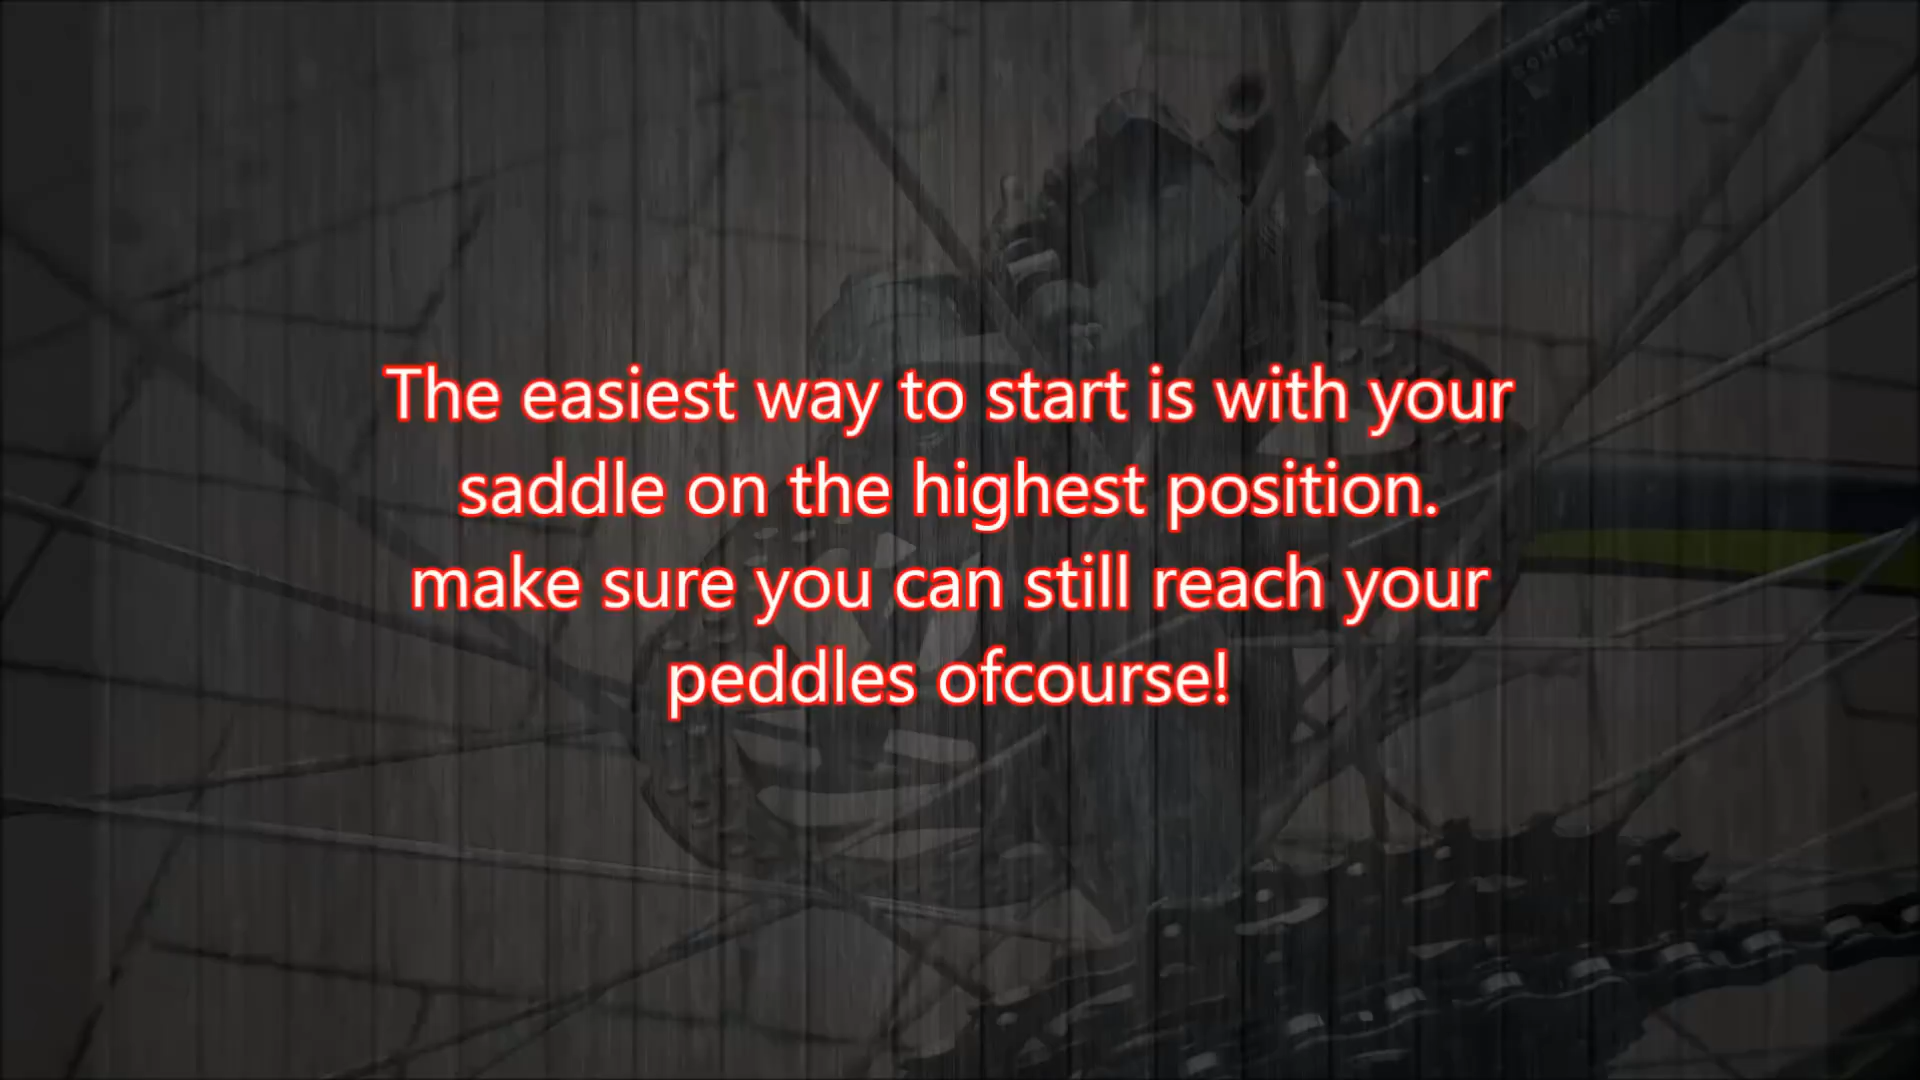 The easiest way to start is with your
saddle on the highest position.
make sure you can still reach your
peddles ofcourse!